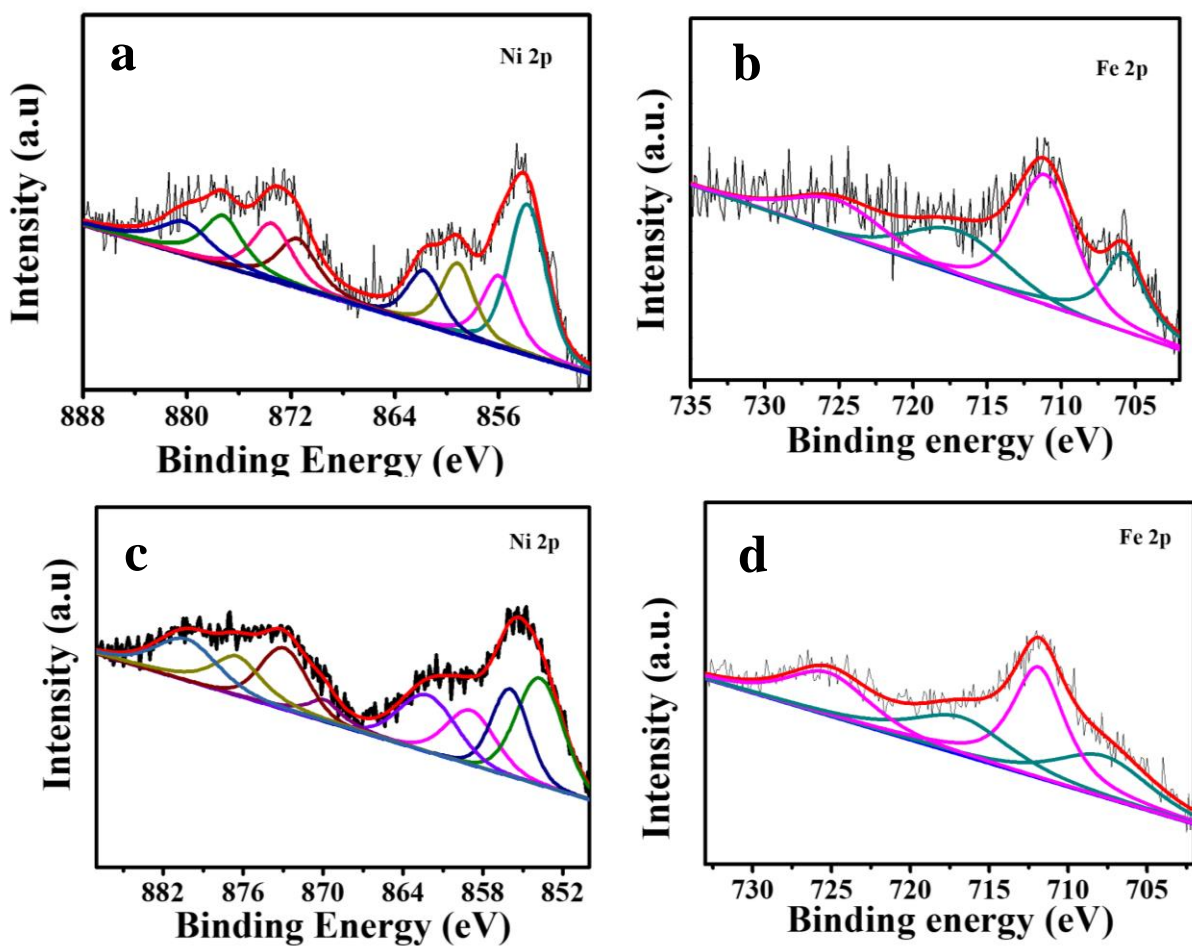 a
Ni 2p
Intensity (a.u)
888 880 872 864 856
Binding Energy (eV)
b
Fe 2p
Intensity (a.u.)
735 730 725 720 715 710 705
Binding energy (eV)
c
Ni 2p
Intensity (a.u)
882 876 870 864 858 852
Binding Energy (eV)
d
Fe 2p
Intensity (a.u.)
730 725 720 715 710 705
Binding energy (eV)